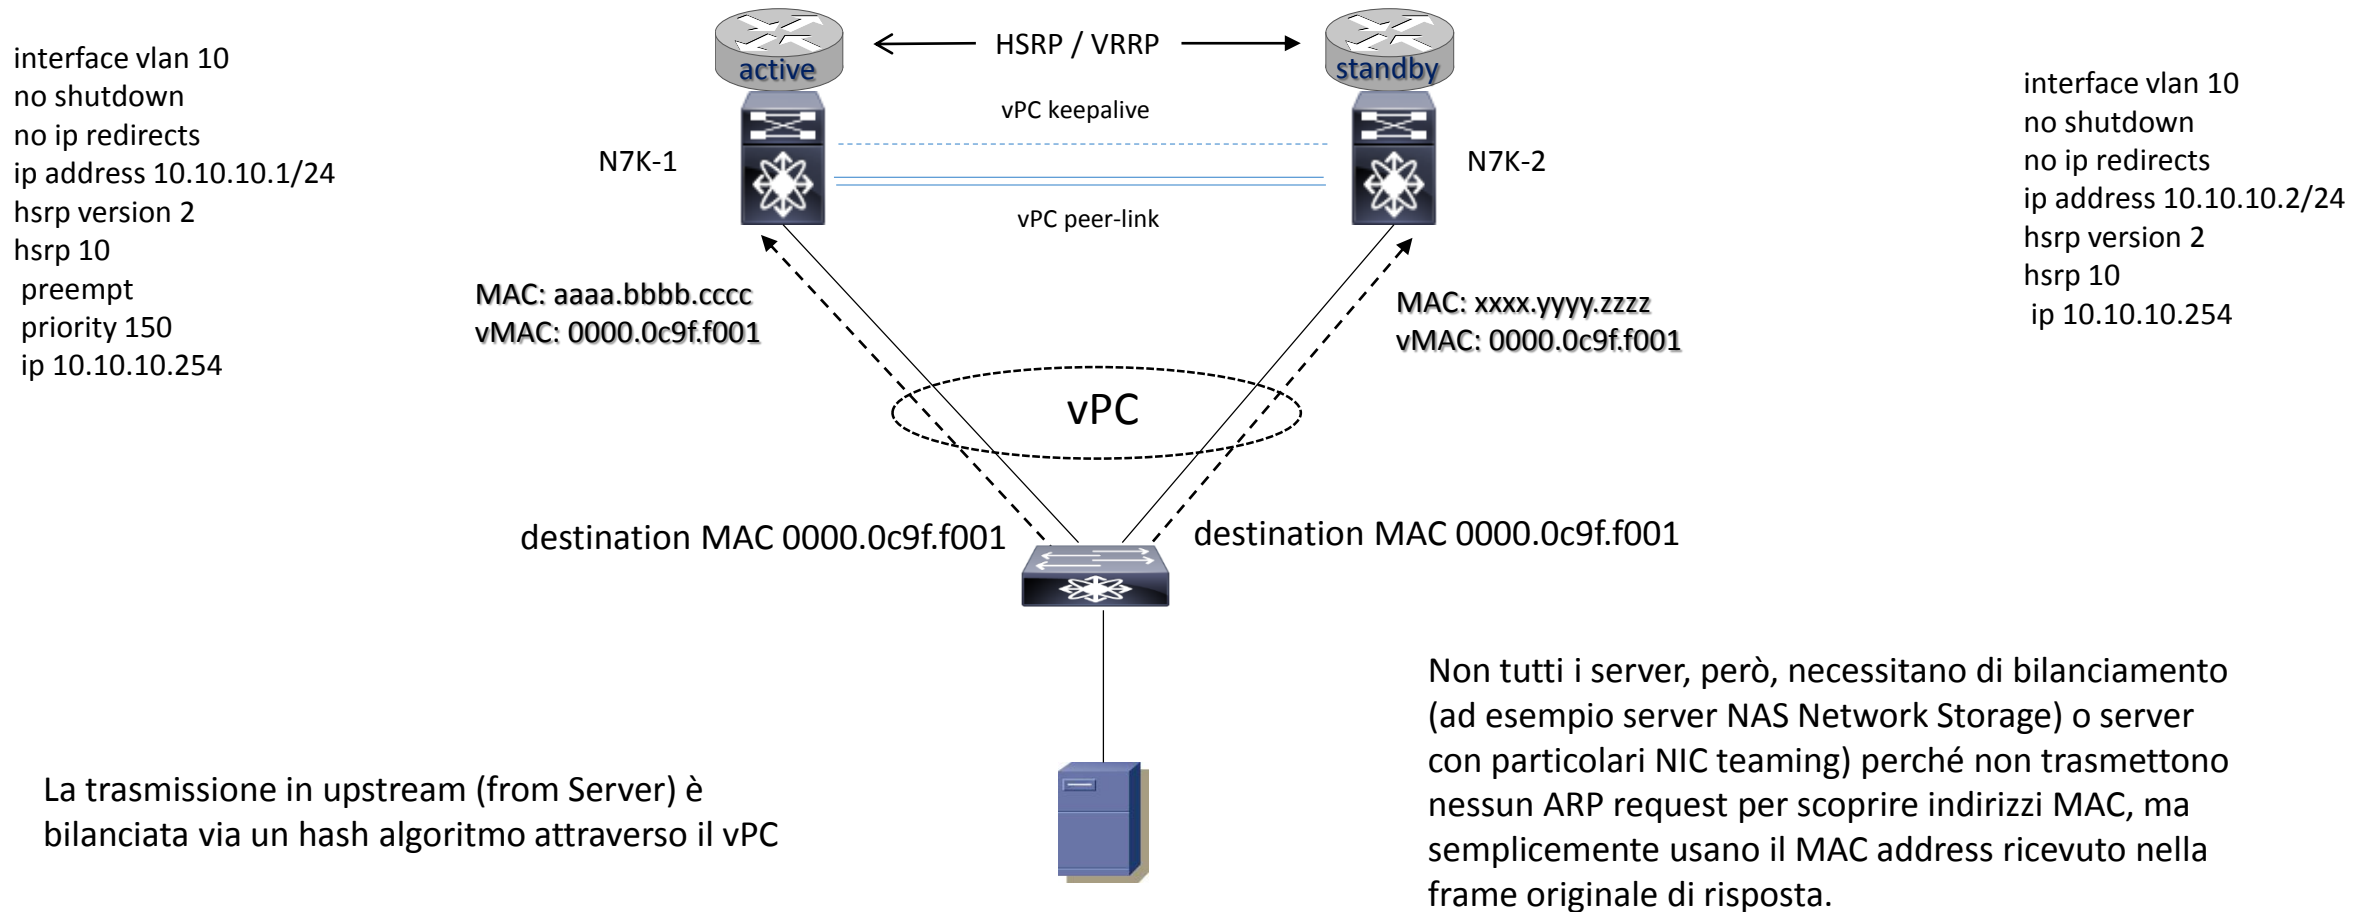 interface vlan 10
no shutdown
no ip redirects
ip address 10.10.10.1/24
hsrp version 2
hsrp 10
preempt
priority 150
ip 10.10.10.254
active
HSRP / VRRP
standby
vPC keepalive
N7K-1
N7K-2
vPC peer-link
interface vlan 10
no shutdown
no ip redirects
ip address 10.10.10.2/24
hsrp version 2
hsrp 10
ip 10.10.10.254
MAC: aaaa.bbbb.cccc
vMAC: 0000.0c9f.f001
MAC: xxxx.yyyy.zzzz
vMAC: 0000.0c9f.f001
vPC
destination MAC 0000.0c9f.f001
destination MAC 0000.0c9f.f001
La trasmissione in upstream (from Server) è
bilanciata via un hash algoritmo attraverso il vPC
Non tutti i server, però, necessitano di bilanciamento
(ad esempio server NAS Network Storage) o server
con particolari NIC teaming) perché non trasmettono
nessun ARP request per scoprire indirizzi MAC, ma
semplicemente usano il MAC address ricevuto nella
frame originale di risposta.